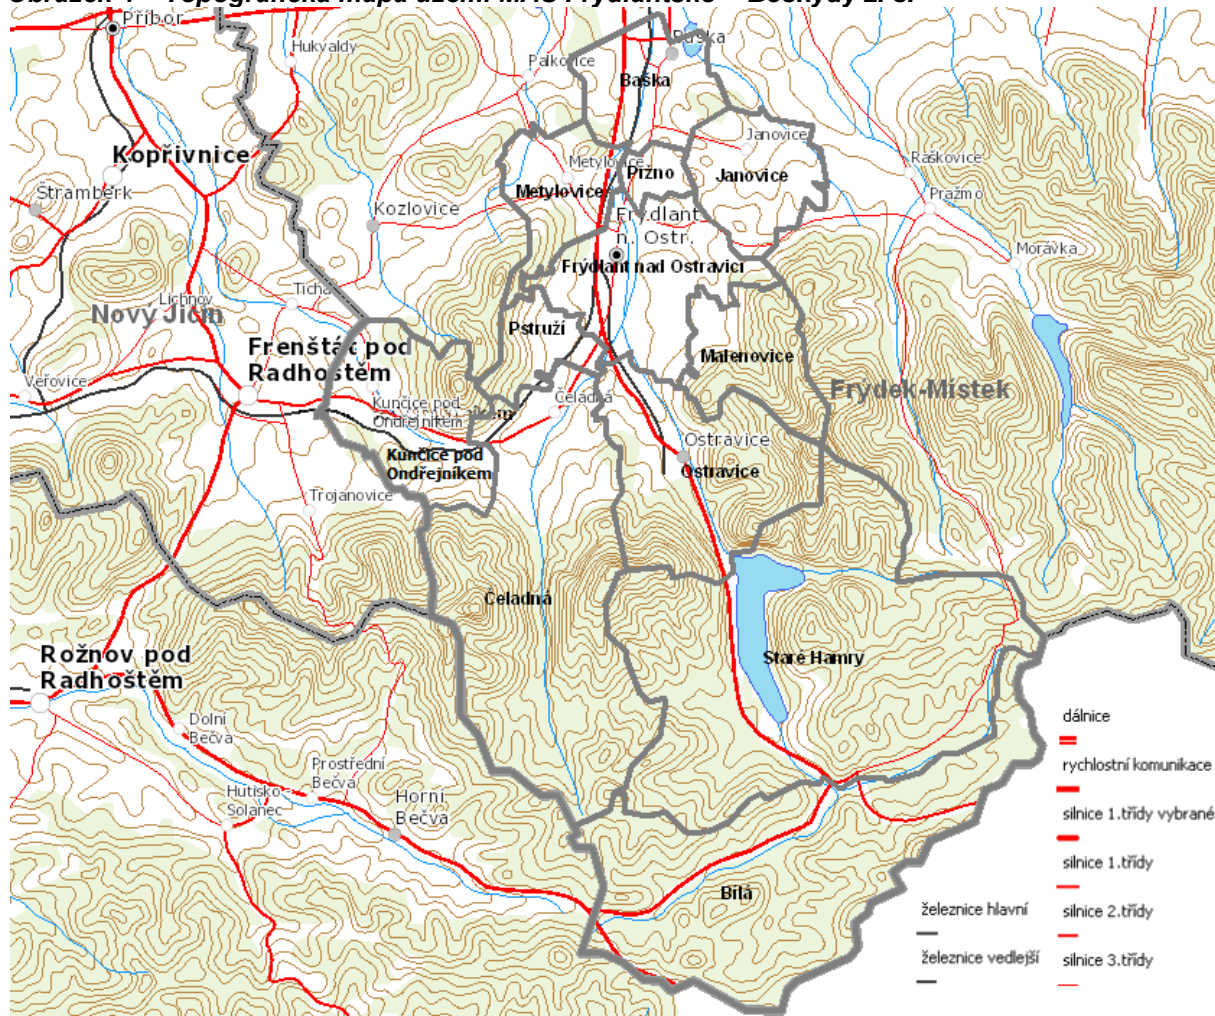 Příbor
Hukvaldy
Palkovice
Baška
Baška
Kopřivnice
Janovice
Metylovice
Raškovice
Pržno
Janovice
Štramberk
Metylovice
Pražmo
Kozlovice
Frýdlant
n. Ostr.
Morávka
Frýdlant nad Ostravicí
Lichnov
Tichá
Nový Jičín
Pstruží
Frenštát pod
Radhoštěm
Malenovice
Veřovice
Frýdek-Místek
Čeladná
Kunčice pod
Ondřejníkem
Ostravice
Kunčice pod
Ondřejníkem
Ostravice
Trojanovice
Čeladná
Rožnov pod
Radhoštěm
Staré Hamry
Dolní
Bečva
dálnice
Prostřední
Bečva
rychlostní komunikace
Hutisko -
Solanec
Horní
Bečva
silnice 1.třídy vybrané
silnice 1.třídy
Bílá
železnice hlavní
silnice 2.třídy
železnice vedlejší
silnice 3.třídy